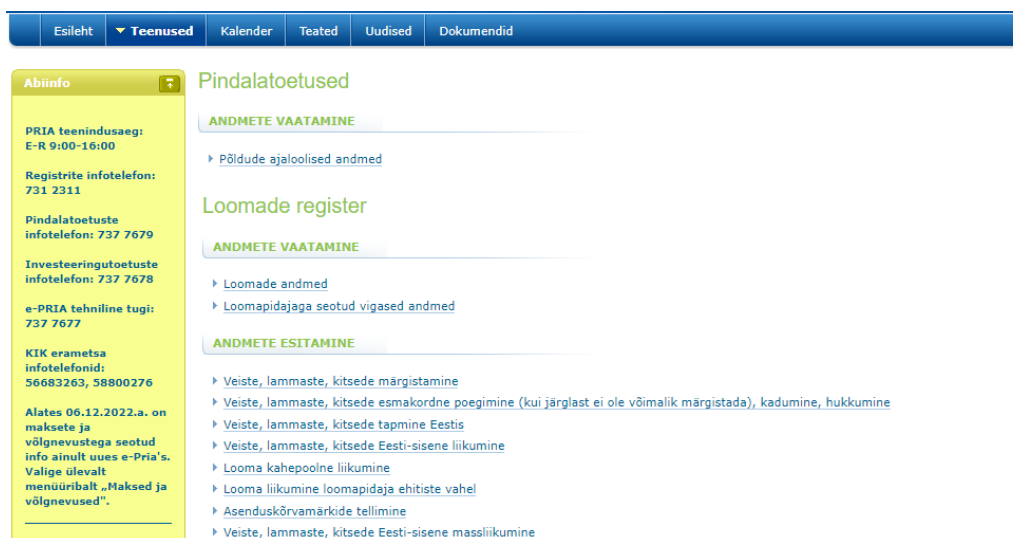 Esileht
Teenused
Kalender
Teated
Uudised
Dokumendid
Abiinfo
PRIA teenindusaeg:
E-R 9:00-16:00
Registrite infotelefon:
731 2311
Pindalatoetuste
infotelefon: 737 7679
Investeeringutoetuste
infotelefon: 737 7678
e-PRIA tehniline tugi:
737 7677
KIK erametsa
infotelefonid:
56683263, 58800276
Alates 06.12.2022.a. on
maksete ja
võlgnevustega seotud
info ainult uues e-Pria's.
Valige ülevalt
menüüribalt „Maksed ja
võlgnevused".
Pindalatoetused
ANDMETE VAATAMINE
Põldude ajaloolised andmed
Loomade register
ANDMETE VAATAMINE
Loomade andmed
Loomapidajaga seotud vigased andmed
ANDMETE ESITAMINE
Veiste, lammaste, kitsede märgistamine
Veiste, lammaste, kitsede esmakordne poegimine (kui järglast ei ole võimalik märgistada), kadumine, hukkumine
Veiste, lammaste, kitsede tapmine Eestis
Veiste, lammaste, kitsede Eesti-sisene liikumine
Looma kahepoolne liikumine
Looma liikumine loomapidaja ehitiste vahel
Asenduskõrvamärkide tellimine
Veiste, lammaste, kitsede Eesti-sisene massliikumine